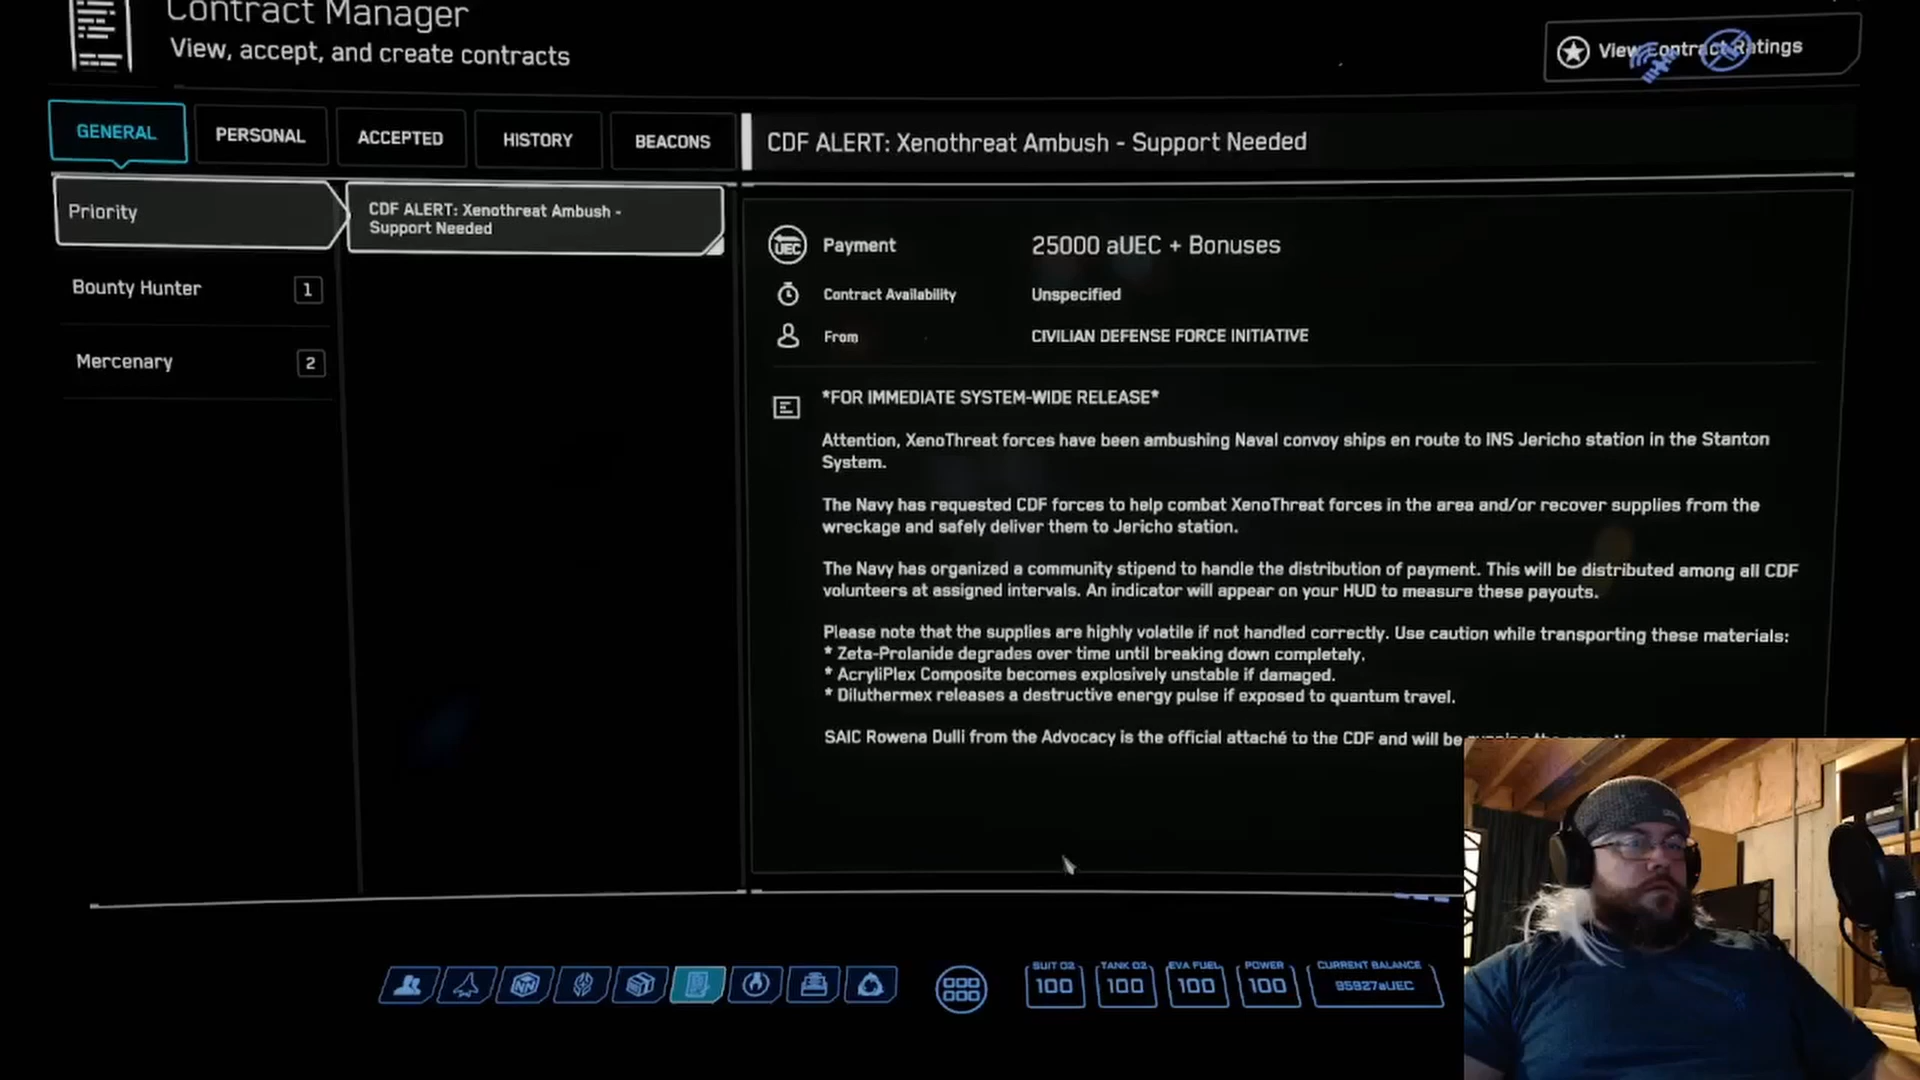 Contract Manager
View, accept, and create contracts
View Contract Ratings
GENERAL
PERSONAL
ACCEPTED
HISTORY
BEACONS
CDF ALERT: Xenothreat Ambush - Support Needed
Priority
CDF ALERT: Xenothreat Ambush -
Support Needed
Bounty Hunter
1
Mercenary
2
UEC
Payment
25000 aUEC + Bonuses
Contract Availability
Unspecified
From
CIVILIAN DEFENSE FORCE INITIATIVE
*FOR IMMEDIATE SYSTEM-WIDE RELEASE*
Attention, XenoThreat forces have been ambushing Naval convoy ships en route to INS Jericho station in the Stanton
System.
The Navy has requested CDF forces to help combat XenoThreat forces in the area and/or recover supplies from the
wreckage and safely deliver them to Jericho station.
The Navy has organized a community stipend to handle the distribution of payment. This will be distributed among all CDF
volunteers at assigned intervals. An indicator will appear on your HUD to measure these payouts.
Please note that the supplies are highly volatile if not handled correctly. Use caution while transporting these materials:
* Zeta-Prolanide degrades over time until breaking down completely.
* AcryliPlex Composite becomes explosively unstable if damaged.
* Diluthermex releases a destructive energy pulse if exposed to quantum travel.
SAIC Rowena Dulli from the Advocacy is the official attaché to the CDF and will be
SUIT O2
100
TANK O2
100
EVA FUEL
100
POWER
100
CURRENT BALANCE
95927aUEC